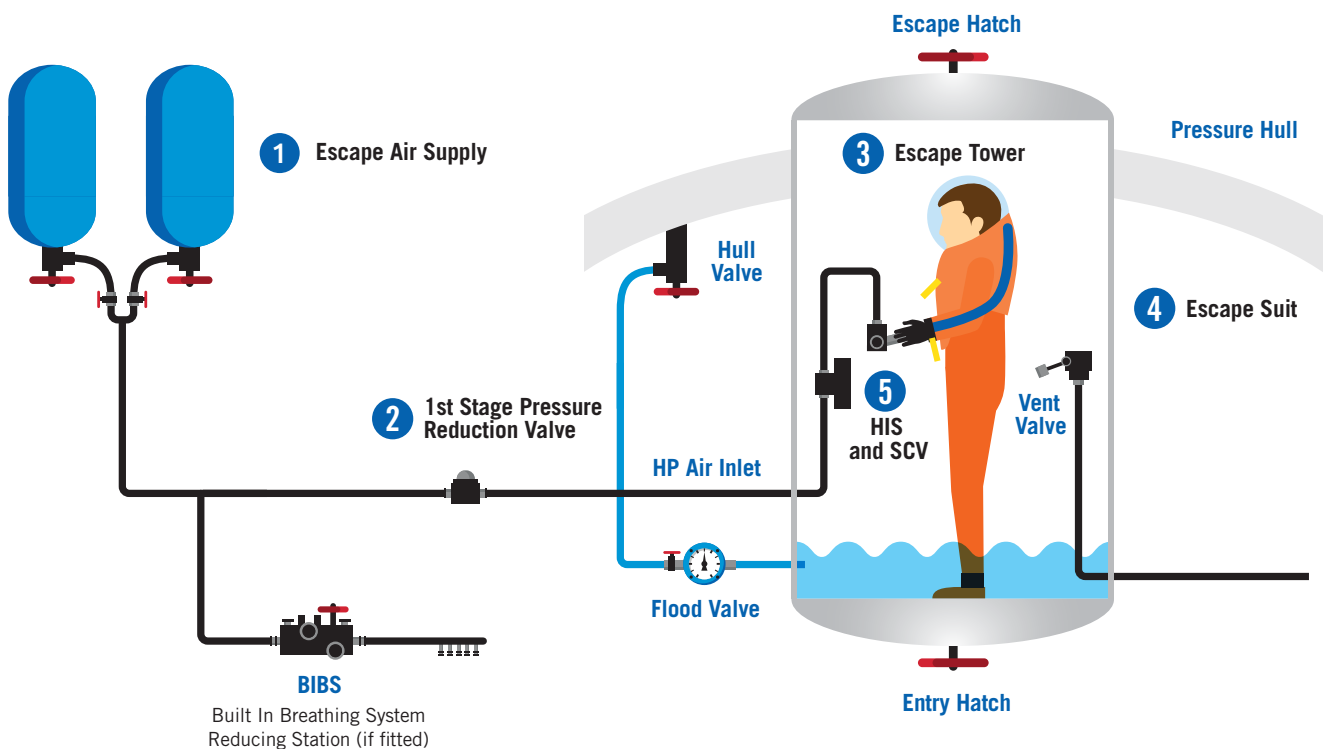 Escape Hatch
1 Escape Air Supply
3 Escape Tower
Pressure Hull
Hull
Valve
4 Escape Suit
2 1st Stage Pressure
Reduction Valve
5
HIS
and SCV
Vent
Valve
HP Air Inlet
Flood Valve
BIBS
Built In Breathing System
Reducing Station (if fitted)
Entry Hatch